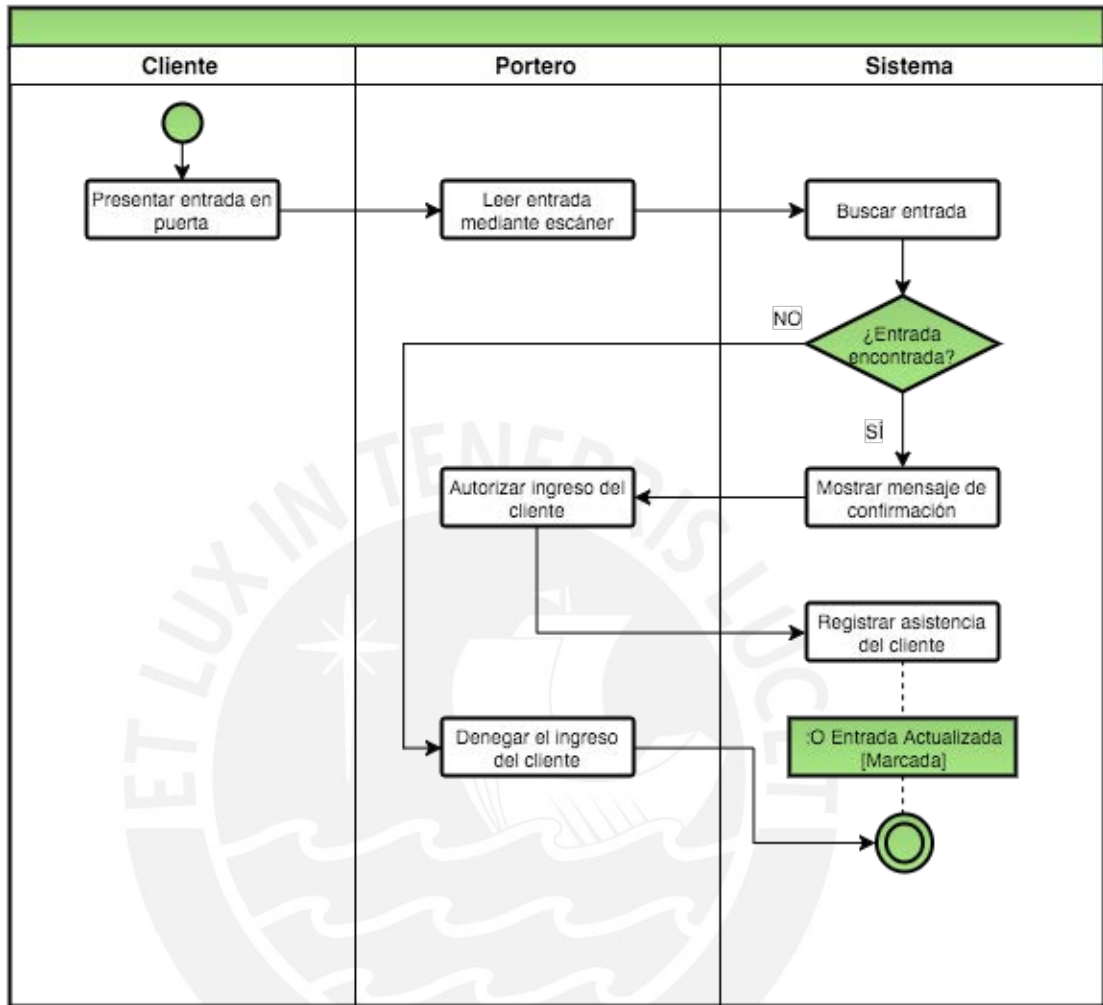 Cliente
Portero
Sistema
Presentar entrada en
puerta
Leer entrada
mediante escáner
Buscar entrada
¿Entrada
encontrada?
NO
SÍ
Autorizar ingreso del
cliente
Mostrar mensaje de
confirmación
Registrar asistencia
del cliente
Denegar el ingreso
del cliente
:O Entrada Actualizada
[Marcada]
ET LUX IN TENEBRIS LUCET